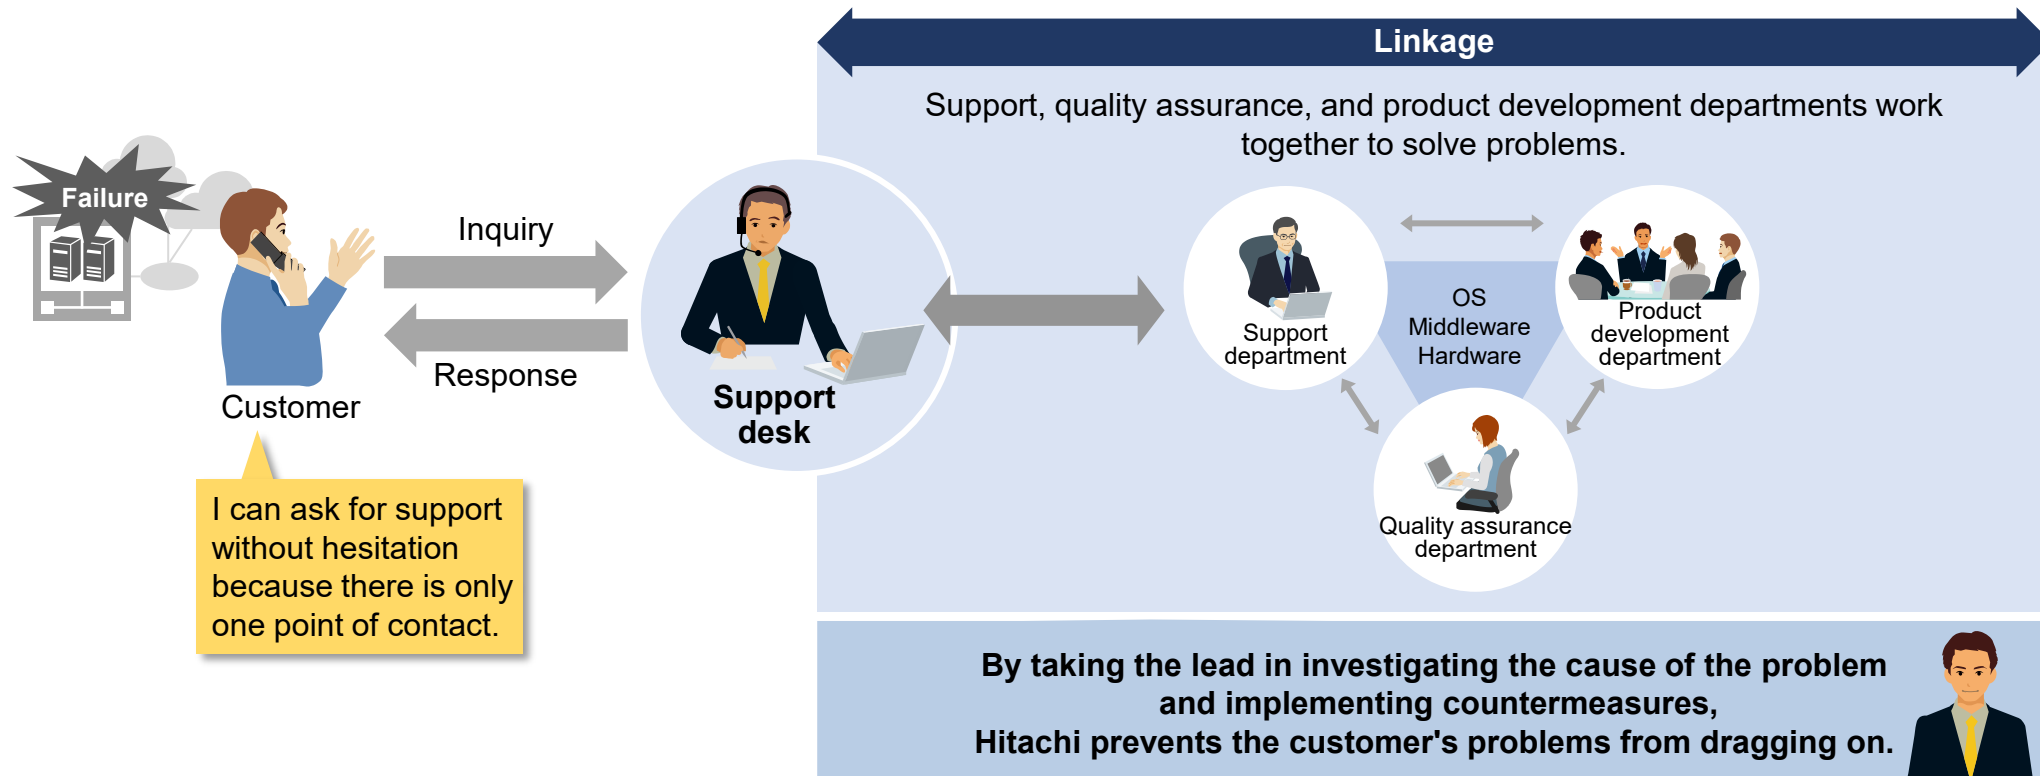 Linkage
Support, quality assurance, and product development departments work
together to solve problems.
Failure
Inquiry
Response
Customer
I can ask for support
without hesitation
because there is only
one point of contact.
Support
desk
Support
department
OS
Middleware
Hardware
Product
development
department
Quality assurance
department
By taking the lead in investigating the cause of the problem
and implementing countermeasures,
Hitachi prevents the customer's problems from dragging on.